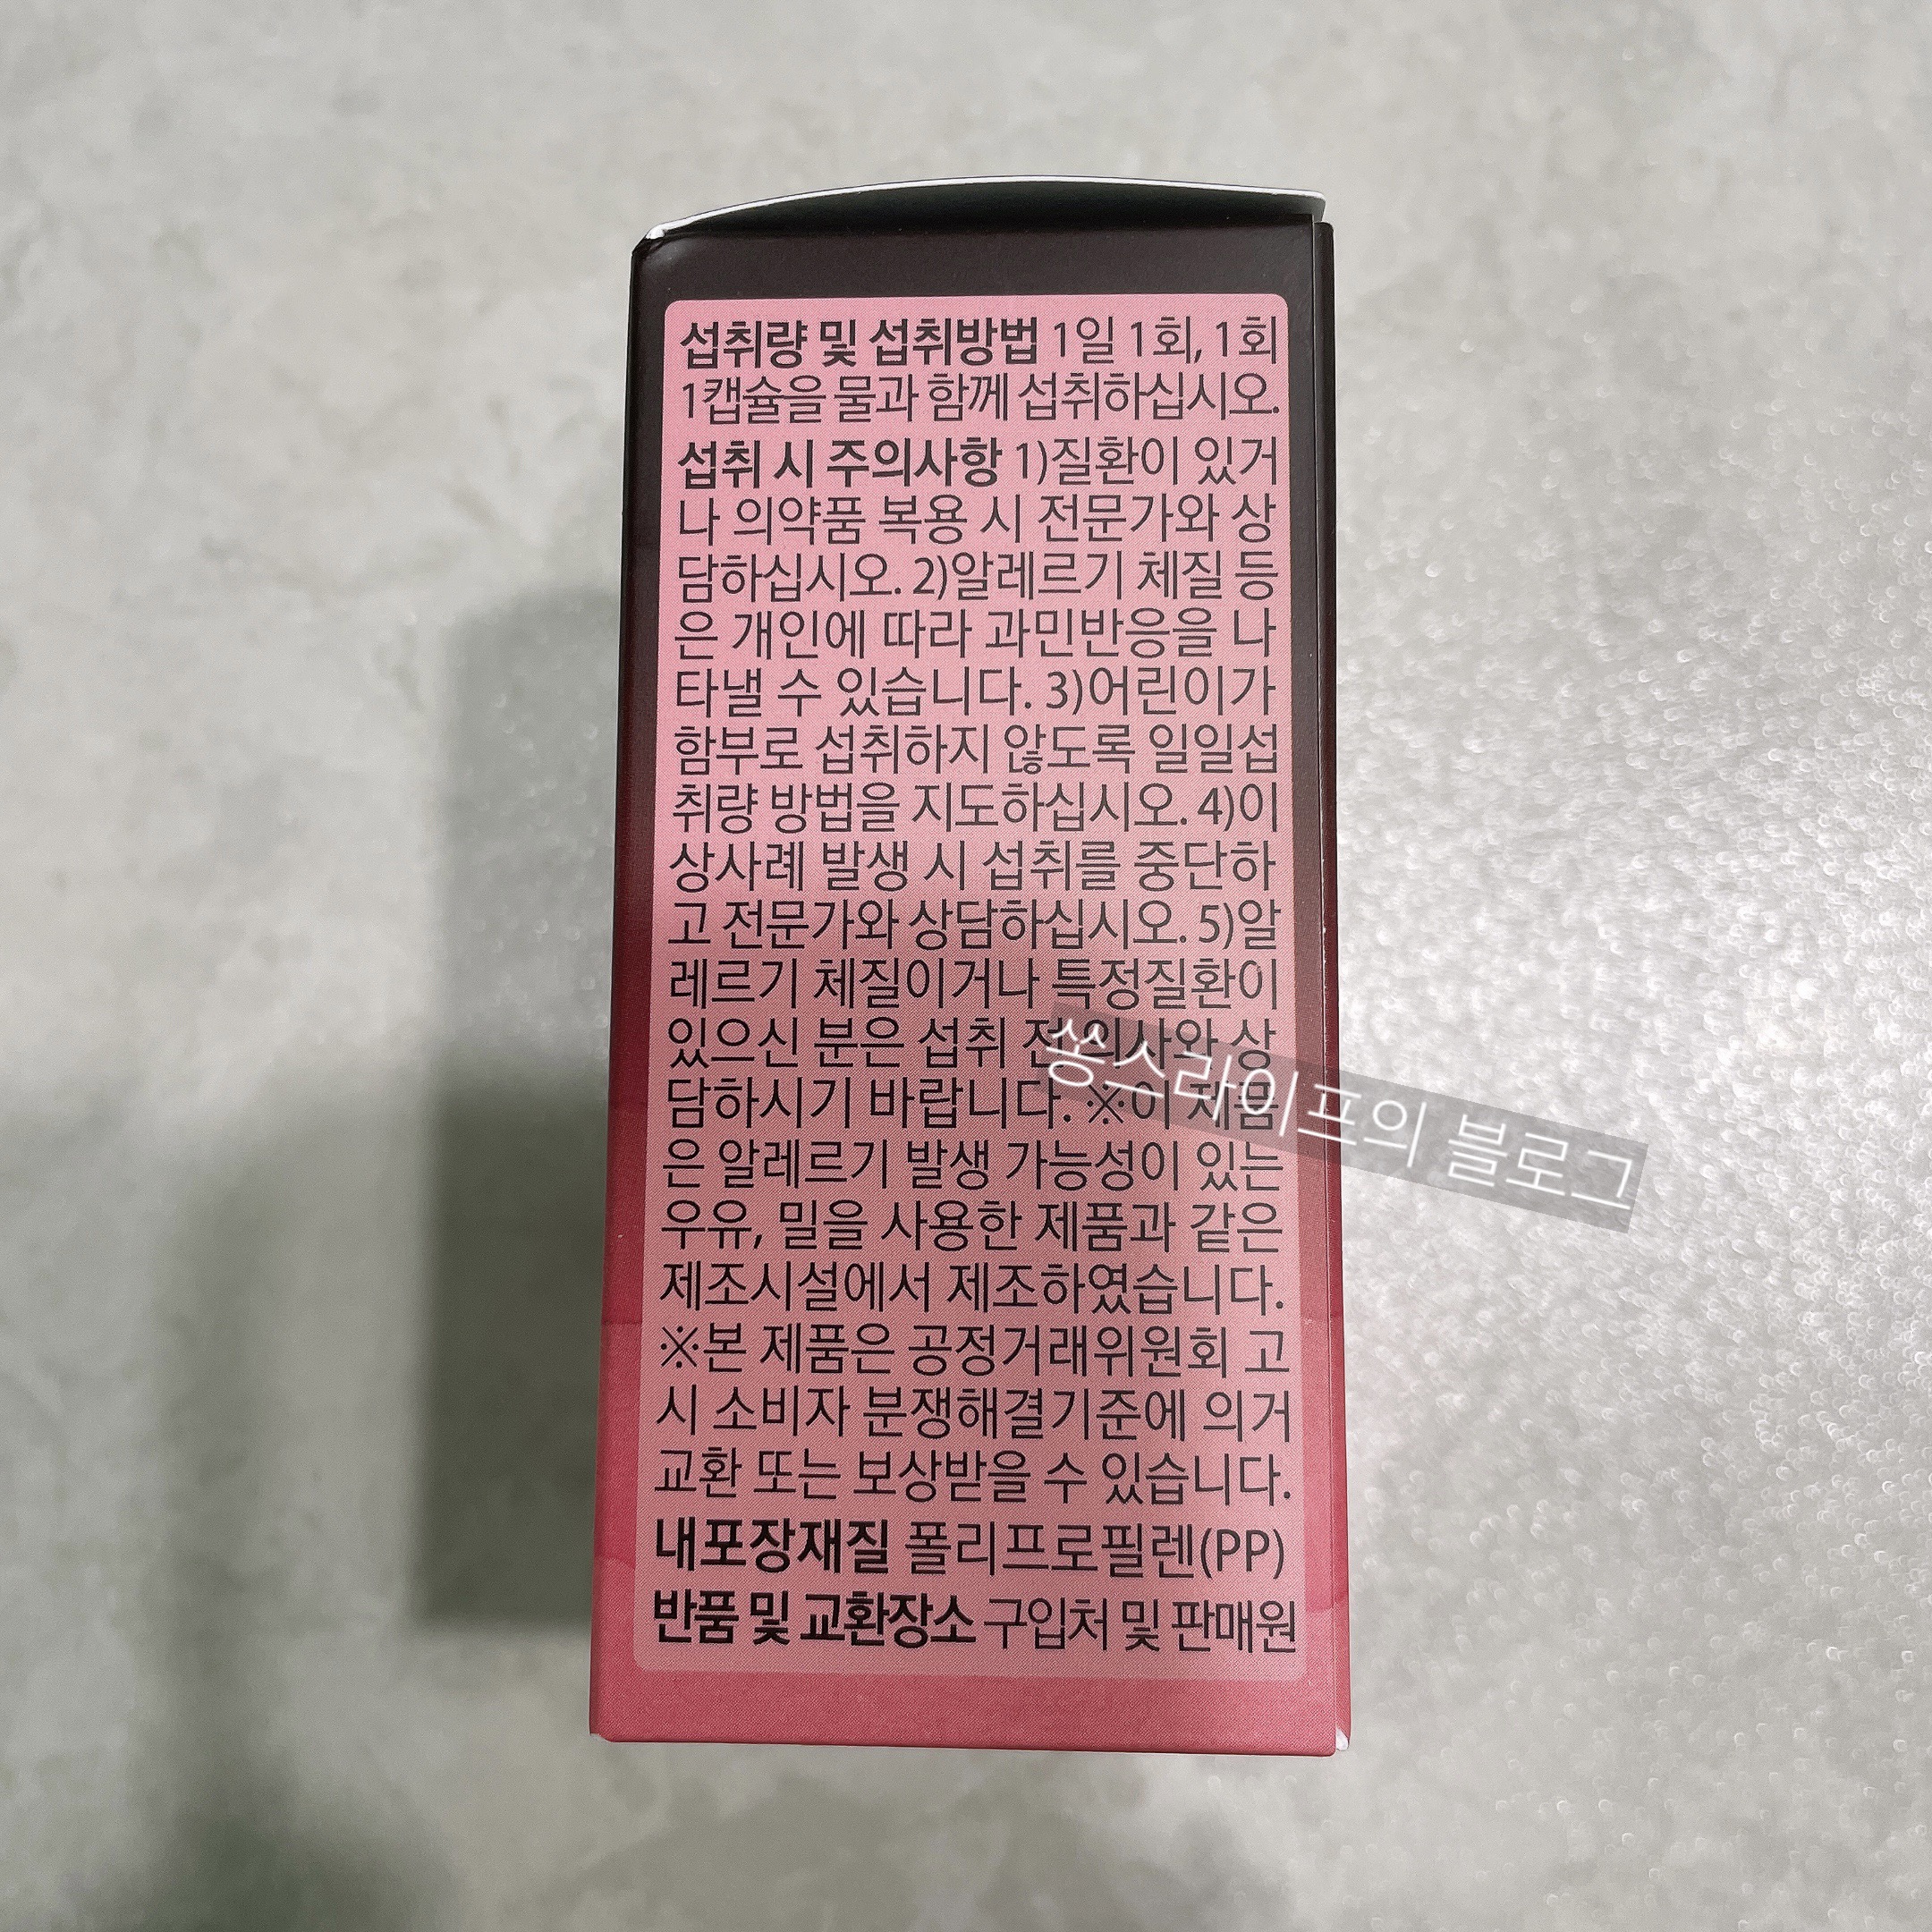 섭취량 및 섭취방법 1일 1회, 1회
1캡슐을 물과 함께 섭취하십시오.
섭취 시 주의사항 1)질환이 있거
나 의약품 복용 시 전문가와 상
담하십시오. 2)알레르기 체질 등
은 개인에 따라 과민반응을 나
타낼 수 있습니다. 3)어린이가
함부로 섭취하지 않도록 일일섭
취량 방법을 지도하십시오. 4)이
상사례 발생 시 섭취를 중단하
고 전문가와 상담하십시오. 5)알
레르기 체질이거나 특정질환이
있으신 분은 섭취 전 의사와 상
담하시기 바랍니다. ※이 제품
은 알레르기 발생 가능성이 있는
우유, 밀을 사용한 제품과 같은
제조시설에서 제조하였습니다.
※본 제품은 공정거래위원회 고
시 소비자 분쟁해결기준에 의거
교환 또는 보상받을 수 있습니다.
내포장재질 폴리프로필렌(PP)
반품 및 교환장소 구입처 및 판매원
쏭스라이프의 블로그